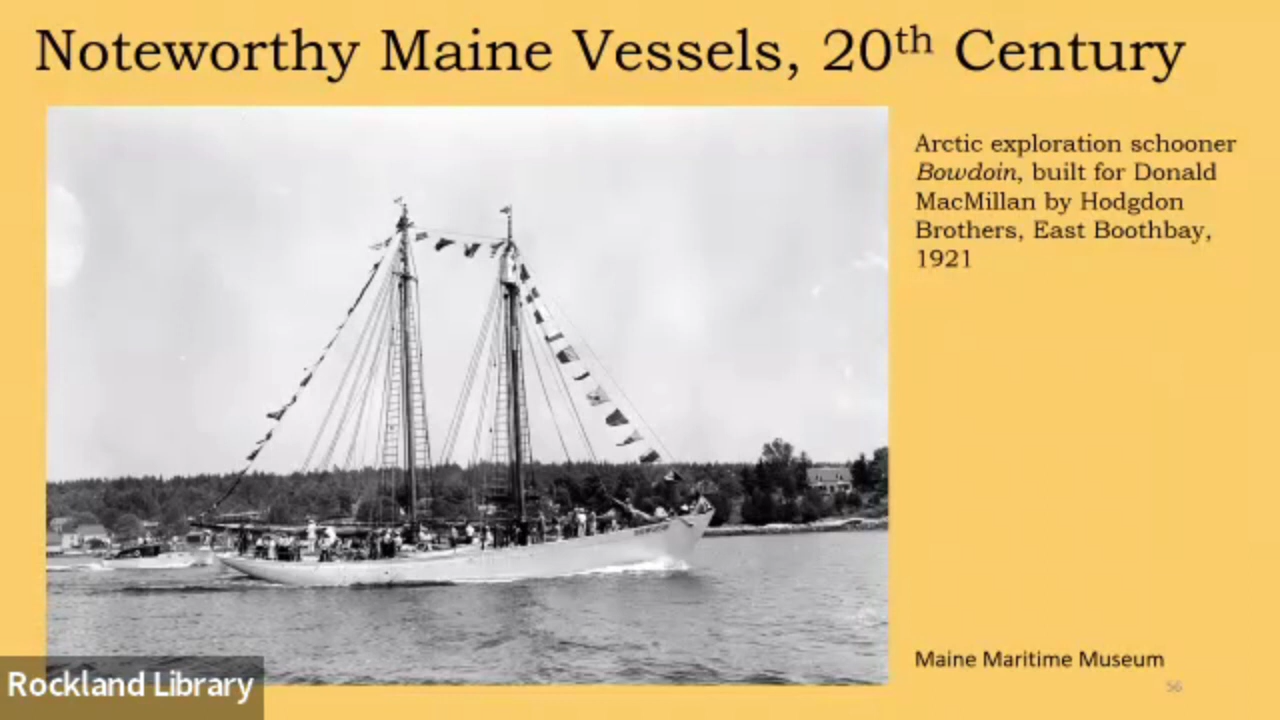 Noteworthy Maine Vessels, 20th Century
Arctic exploration schooner
Bowdoin, built for Donald
MacMillan by Hodgdon
Brothers, East Boothbay,
1921
Maine Maritime Museum
56
Rockland Library